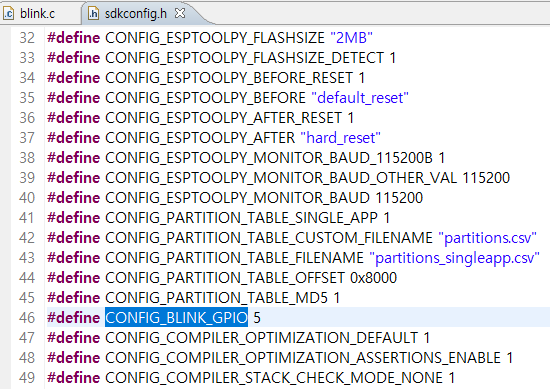 blink.c
sdkconfig.h
32 #define CONFIG_ESPTOOLPY_FLASHSIZE "2MB"
33 #define CONFIG_ESPTOOLPY_FLASHSIZE_DETECT 1
34 #define CONFIG_ESPTOOLPY_BEFORE_RESET 1
35 #define CONFIG_ESPTOOLPY_BEFORE "default_reset"
36 #define CONFIG_ESPTOOLPY_AFTER_RESET 1
37 #define CONFIG_ESPTOOLPY_AFTER "hard_reset"
38 #define CONFIG_ESPTOOLPY_MONITOR_BAUD_115200B 1
39 #define CONFIG_ESPTOOLPY_MONITOR_BAUD_OTHER_VAL 115200
40 #define CONFIG_ESPTOOLPY_MONITOR_BAUD 115200
41 #define CONFIG_PARTITION_TABLE_SINGLE_APP 1
42 #define CONFIG_PARTITION_TABLE_CUSTOM_FILENAME "partitions.csv"
43 #define CONFIG_PARTITION_TABLE_FILENAME "partitions_singleapp.csv"
44 #define CONFIG_PARTITION_TABLE_OFFSET 0x8000
45 #define CONFIG_PARTITION_TABLE_MD5 1
46 #define CONFIG_BLINK_GPIO 5
47 #define CONFIG_COMPILER_OPTIMIZATION_DEFAULT 1
48 #define CONFIG_COMPILER_OPTIMIZATION_ASSERTIONS_ENABLE 1
49 #define CONFIG_COMPILER_STACK_CHECK_MODE_NONE 1